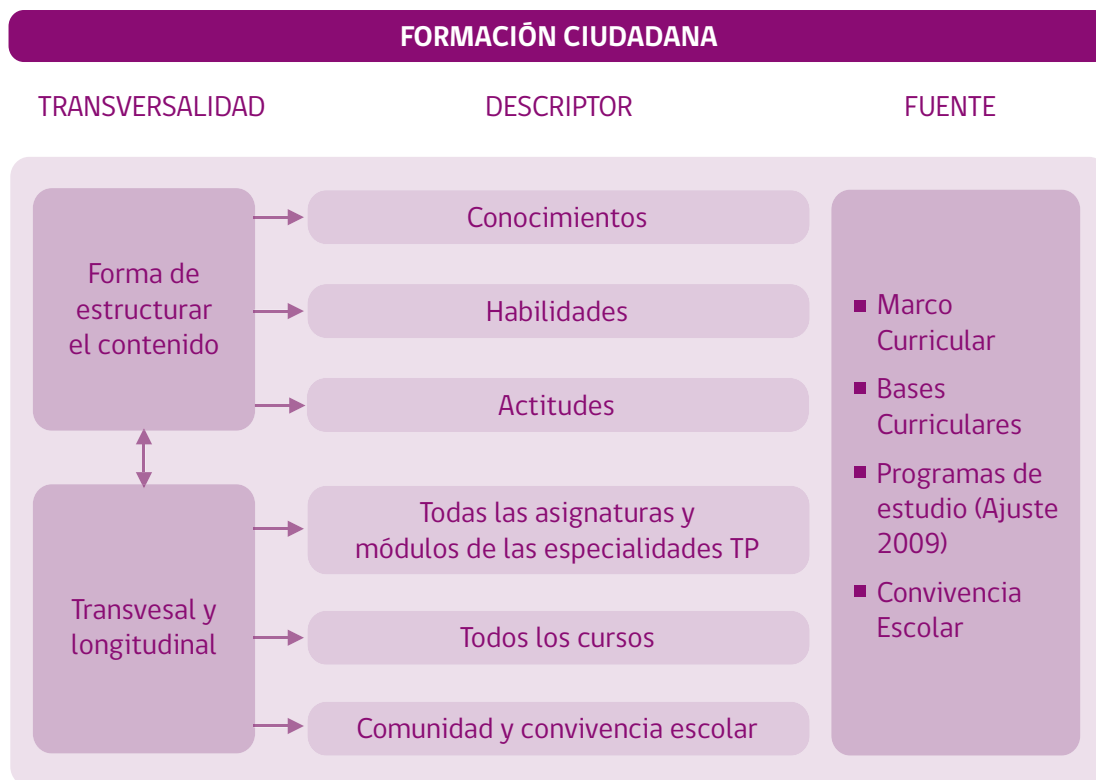 FORMACIÓN CIUDADANA
TRANSVERSALIDAD
DESCRIPTOR
FUENTE
Forma de
estructurar
el contenido
Conocimientos
Habilidades
Actitudes
Transvesal y
longitudinal
Todas las asignaturas y
módulos de las especialidades TP
Todos los cursos
Comunidad y convivencia escolar
■ Marco
Curricular
■ Bases
Curriculares
■ Programas de
estudio (Ajuste
2009)
■ Convivencia
Escolar